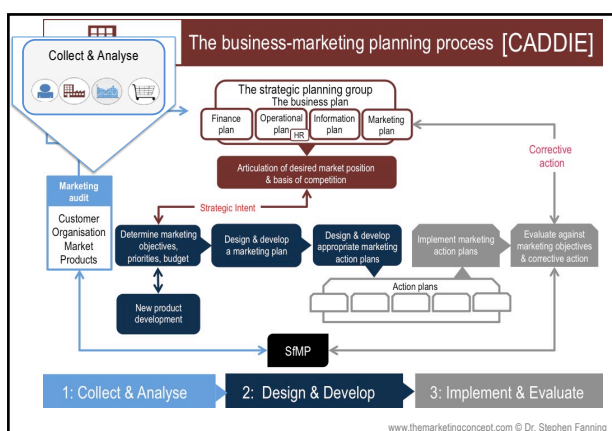 The business-marketing planning process [CADDIE]
Collect & Analyse
The strategic planning group
The business plan
Finance
plan
Operational
plan
HR
Information
plan
Marketing
plan
Articulation of desired market position
& basis of competition
Corrective
action
Strategic Intent
Marketing
audit
Customer
Organisation
Market
Products
Determine marketing
objectives,
priorities, budget
Design & develop
a marketing plan
Design & develop
appropriate marketing
action plans
Implement marketing
action plans
Evaluate against
marketing objectives
& corrective action
New product
development
Action plans
SfMP
1: Collect & Analyse
2: Design & Develop
3: Implement & Evaluate
www.themarketingconcept.com © Dr. Stephen Fanning